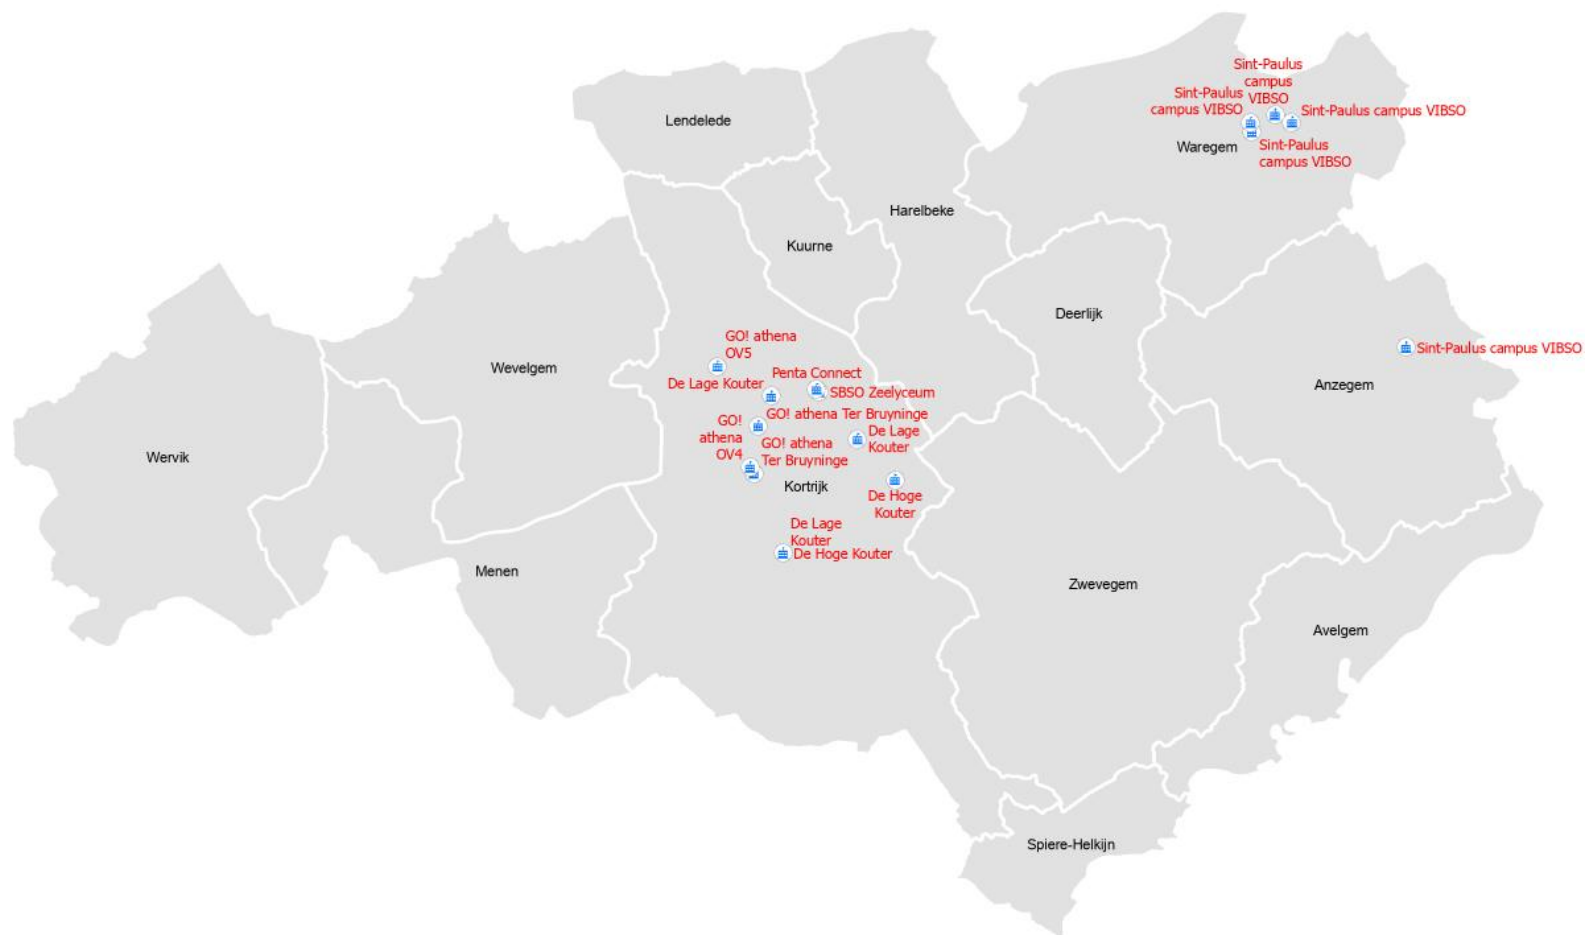 Sint-Paulus
campus
VIBSO
Sint-Paulus
campus VIBSO
Sint-Paulus campus VIBSO
Sint-Paulus
campus VIBSO
Waregem
Lendelede
Harelbeke
Kuurne
Deerlijk
GO! athena
OV5
Sint-Paulus campus VIBSO
Wevelgem
Penta Connect
De Lage Kouter
SBSO Zeelyceum
Anzegem
GO! athena Ter Bruyninge
GO!
athena
OV4
De Lage
Kouter
GO! athena
Ter Bruyninge
Wervik
Kortrijk
De Hoge
Kouter
De Lage
Kouter
De Hoge Kouter
Menen
Zwevegem
Avelgem
Spiere-Helkijn